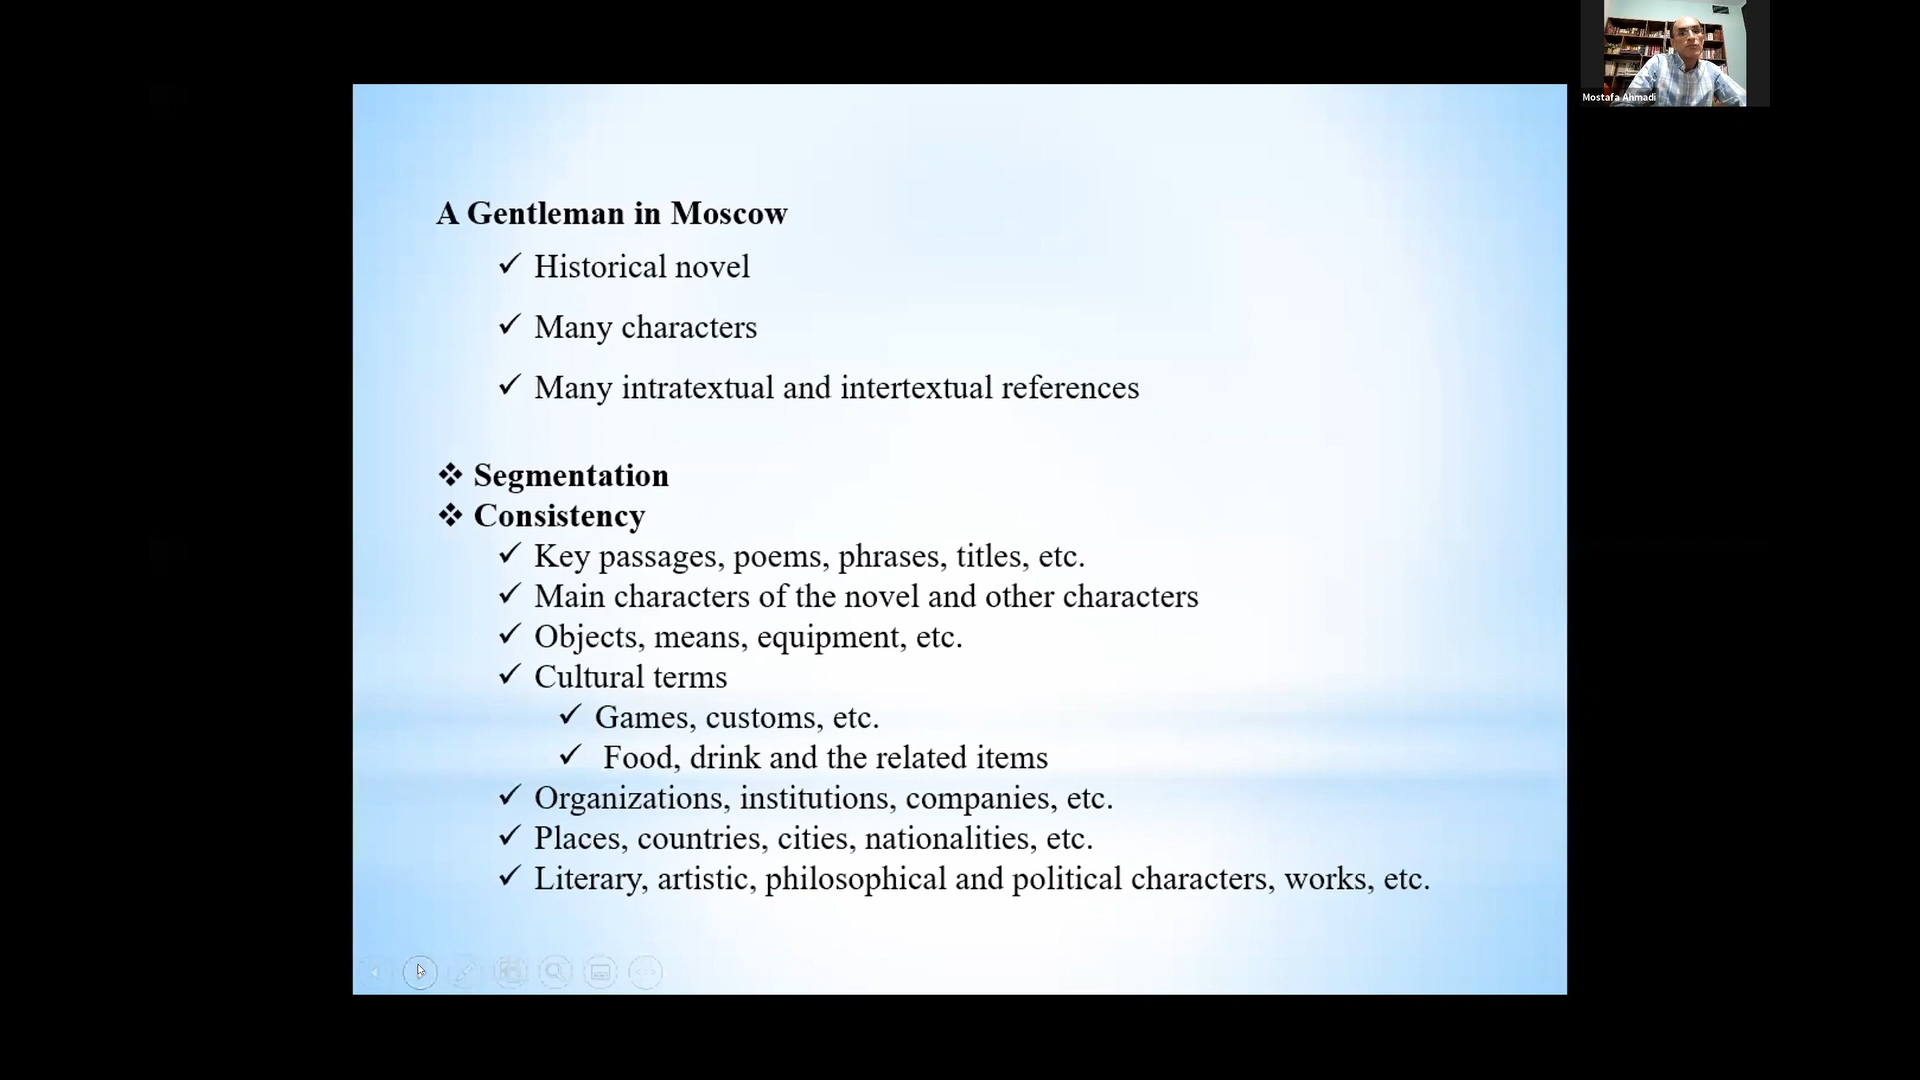 Mostafa Ahmadi
A Gentleman in Moscow
✓ Historical novel
✓ Many characters
✓ Many intratextual and intertextual references
❖ Segmentation
❖ Consistency
✓ Key passages, poems, phrases, titles, etc.
✓ Main characters of the novel and other characters
✓ Objects, means, equipment, etc.
✓ Cultural terms
✓ Games, customs, etc.
✓ Food, drink and the related items
✓ Organizations, institutions, companies, etc.
✓ Places, countries, cities, nationalities, etc.
✓ Literary, artistic, philosophical and political characters, works, etc.